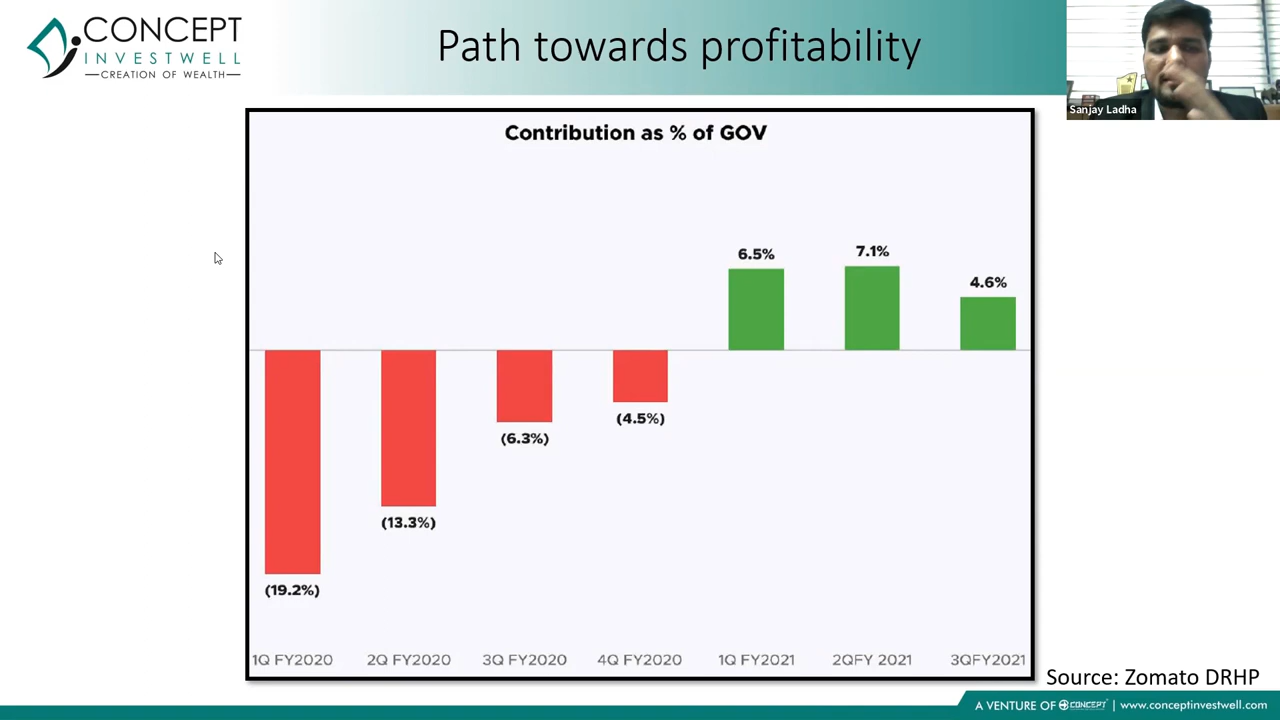 CONCEPT
INVESTWELL
CREATION OF WEALTH
Path towards profitability
Sanjay Ladha
Contribution as % of GOV
6.5%
7.1%
4.6%
(19.2%)
(13.3%)
(6.3%)
(4.5%)
1Q FY2020
2Q FY2020
3Q FY2020
4Q FY2020
1Q FY2021
2QFY 2021
3QFY2021
Source: Zomato DRHP
A VENTURE OF CONCEPT | www.conceptinvestwell.com